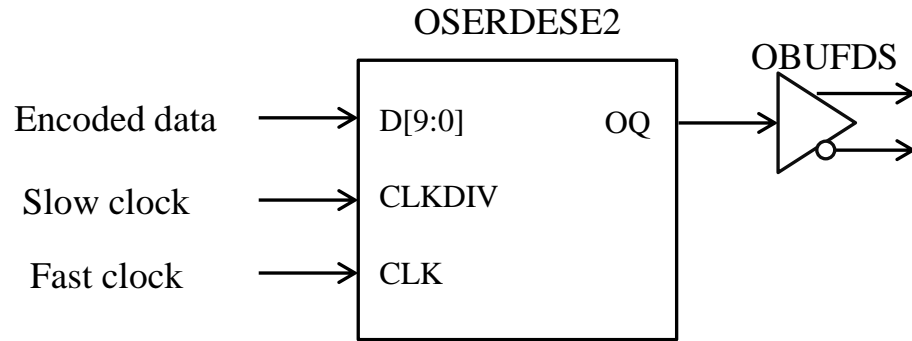 OSERDESE2
OBUFDS
Encoded data
D[9:0]
OQ
Slow clock
CLKDIV
Fast clock
CLK